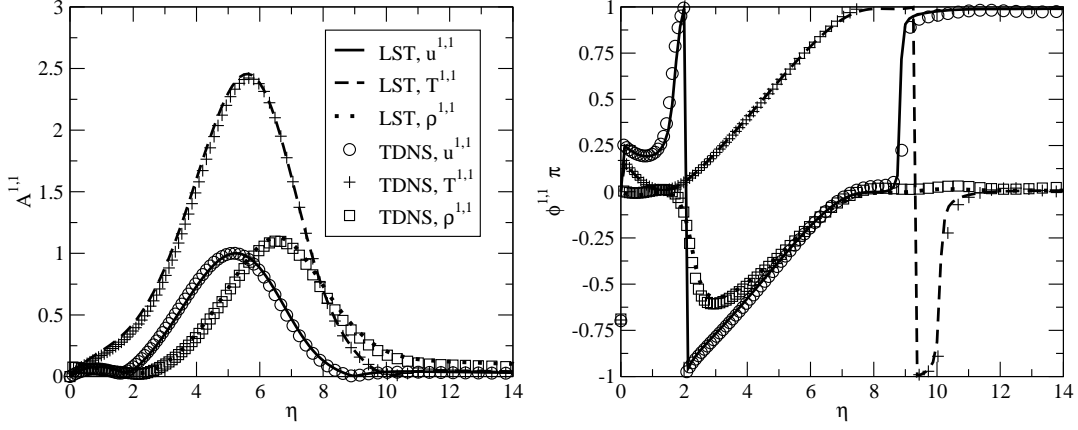 3
2.5
2
1.5
1
0.5
0
0 2 4 6 8 10 12 14
A^{1,1}
η
LST, u^{1,1}
LST, T^{1,1}
LST, ρ^{1,1}
TDNS, u^{1,1}
TDNS, T^{1,1}
TDNS, ρ^{1,1}
1
0.75
0.5
0.25
0
-0.25
-0.5
-0.75
-1
0 2 4 6 8 10 12 14
φ^{1,1} π
η